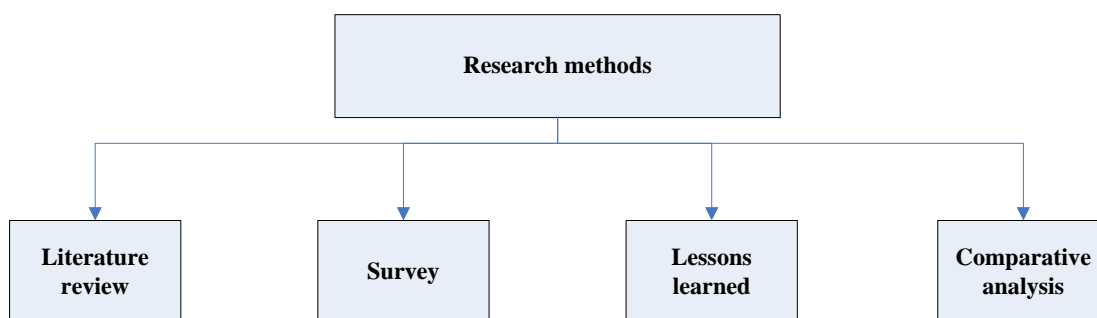 Research methods
Literature
review
Survey
Lessons
learned
Comparative
analysis